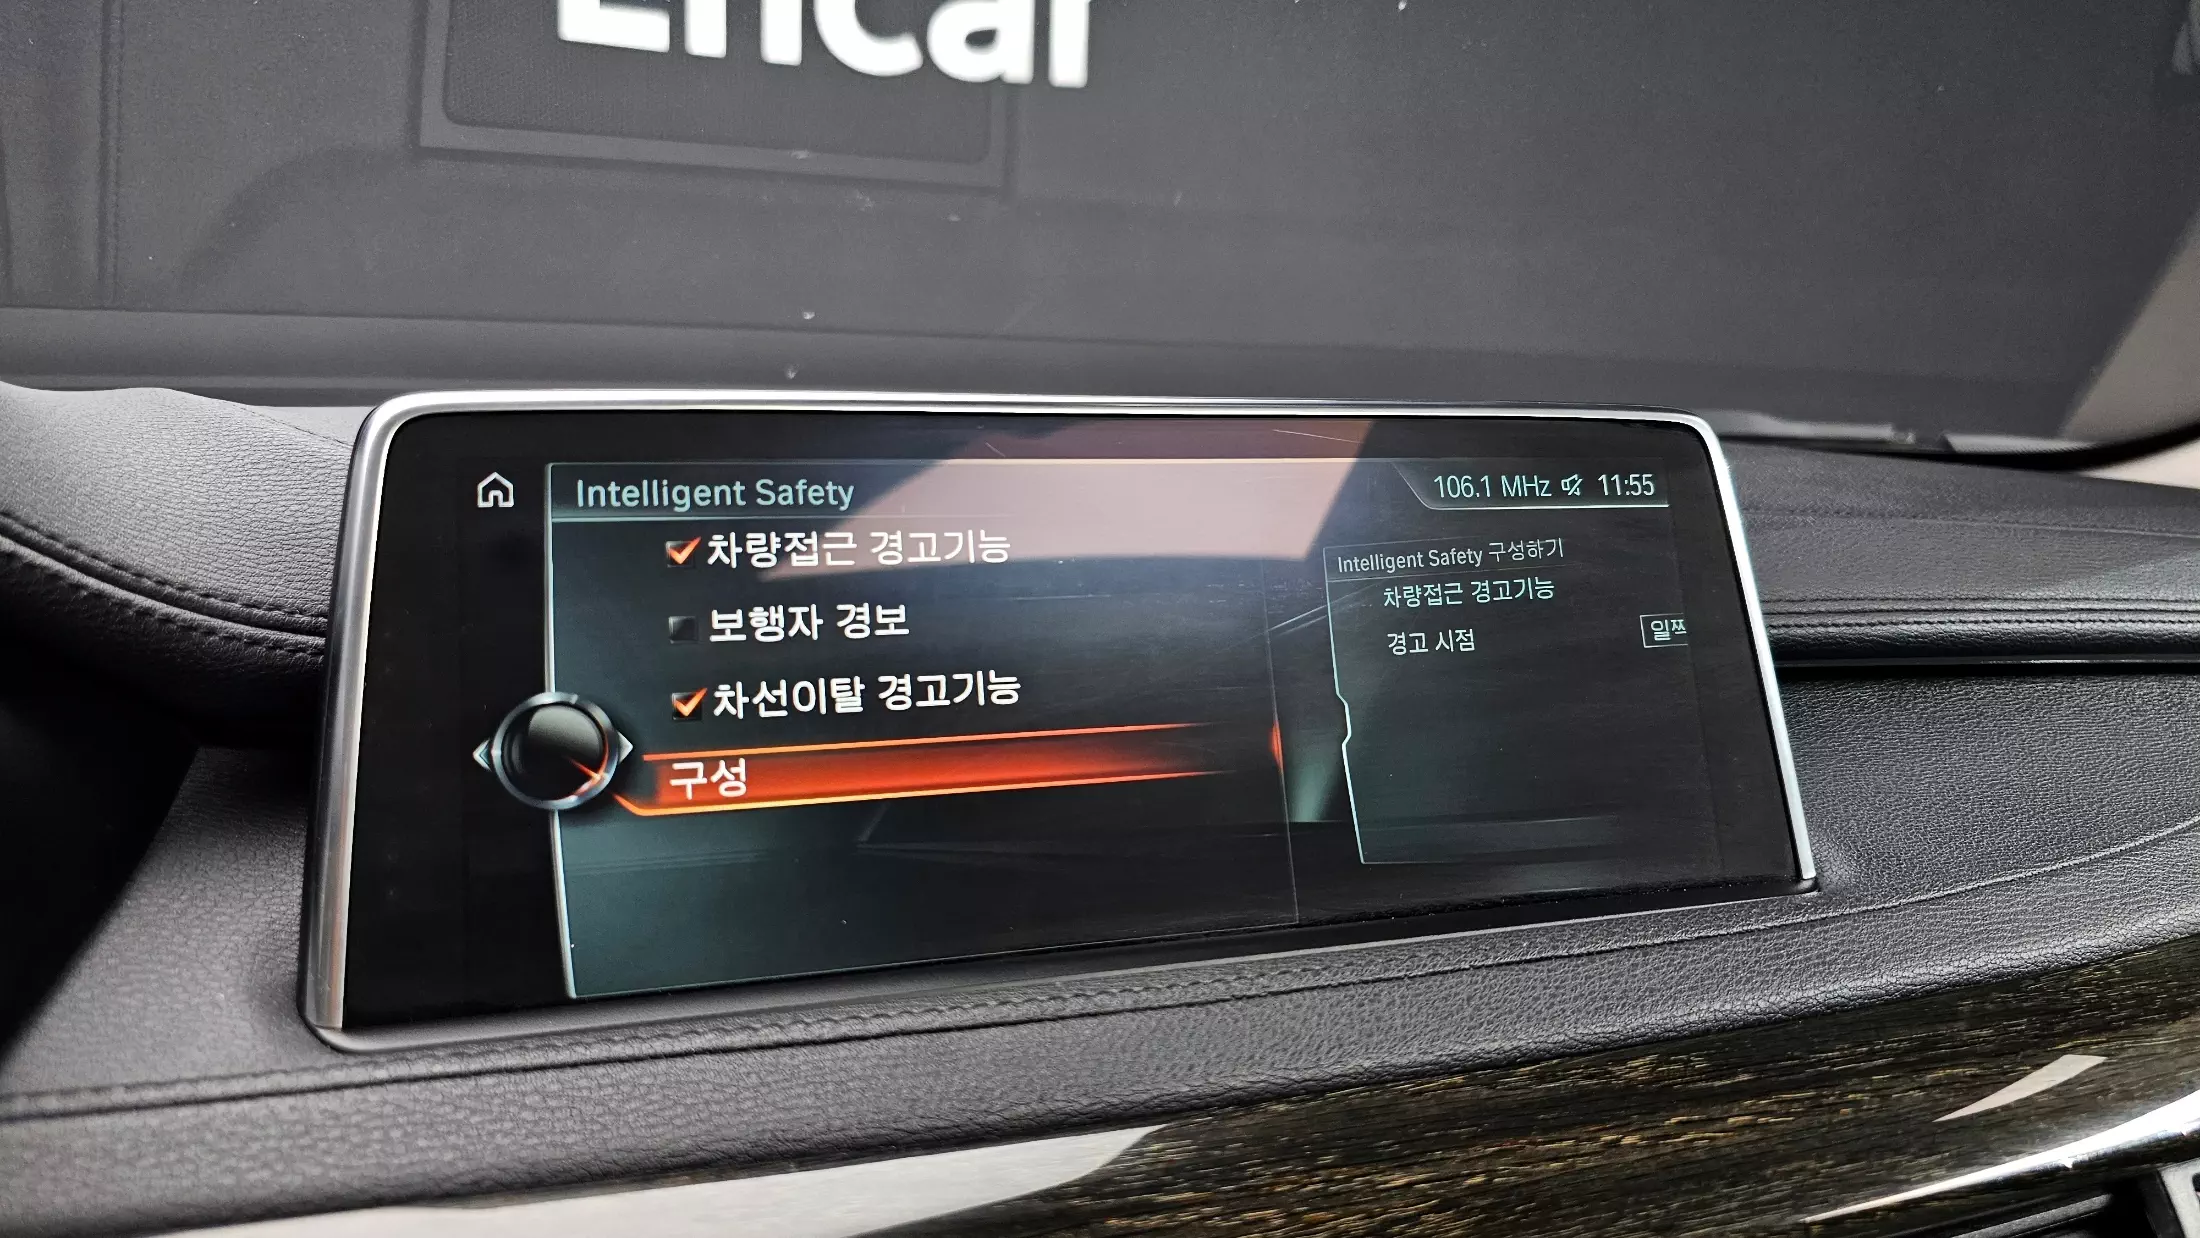 Encar
Intelligent Safety
106.1 MHz 11:55
차량접근 경고기능
보행자 경보
차선이탈 경고기능
구성
Intelligent Safety 구성하기
차량접근 경고기능
경고 시점